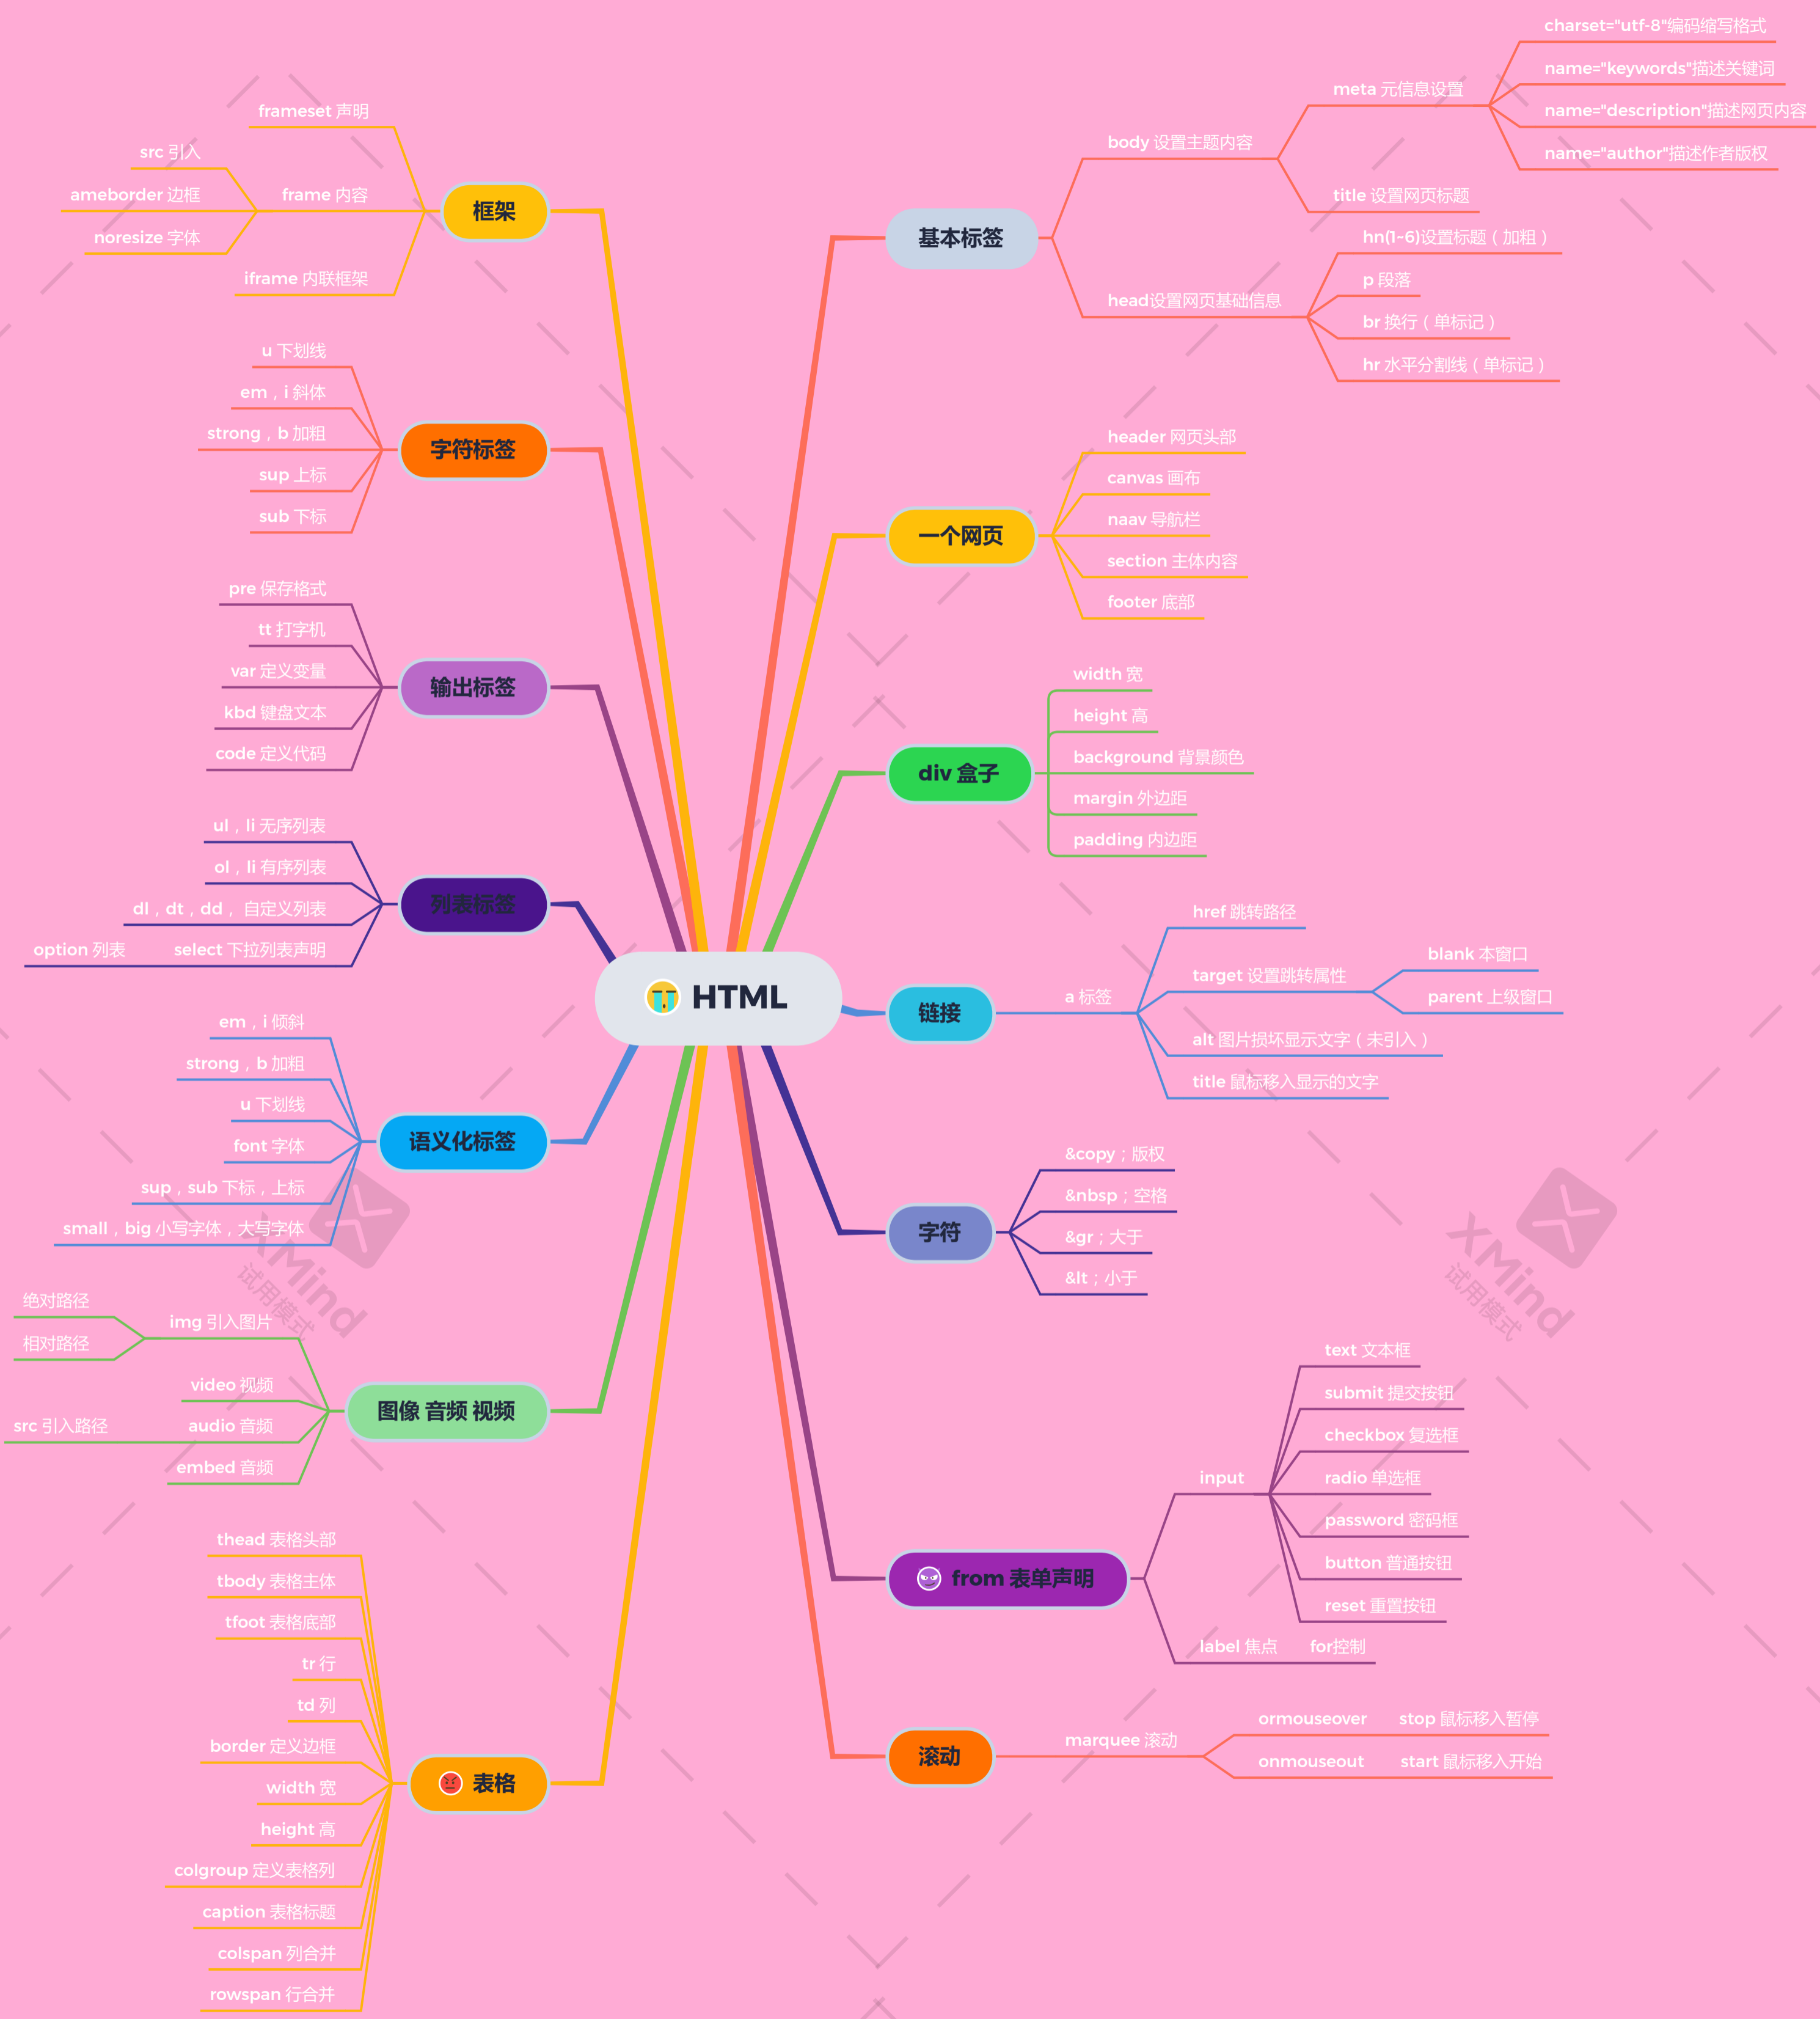 HTML
基本标签
body 设置主题内容
meta 元信息设置
charset="utf-8"编码缩写格式
name="keywords"描述关键词
name="description"描述网页内容
name="author"描述作者版权
title 设置网页标题
head设置网页基础信息
hn(1~6)设置标题（加粗）
p 段落
br 换行（单标记）
hr 水平分割线（单标记）
一个网页
header 网页头部
canvas 画布
naav 导航栏
section 主体内容
footer 底部
div 盒子
width 宽
height 高
background 背景颜色
margin 外边距
padding 内边距
链接
a 标签
href 跳转路径
target 设置跳转属性
blank 本窗口
parent 上级窗口
alt 图片损坏显示文字（未引入）
title 鼠标移入显示的文字
字符
&copy；版权
&nbsp；空格
&gr；大于
&lt；小于
from 表单声明
input
text 文本框
submit 提交按钮
checkbox 复选框
radio 单选框
password 密码框
button 普通按钮
reset 重置按钮
label 焦点
for控制
滚动
marquee 滚动
ormouseover
stop 鼠标移入暂停
onmouseout
start 鼠标移入开始
框架
frameset 声明
frame 内容
src 引入
ameborder 边框
noresize 字体
iframe 内联框架
字符标签
u 下划线
em，i 斜体
strong，b 加粗
sup 上标
sub 下标
输出标签
pre 保存格式
tt 打字机
var 定义变量
kbd 键盘文本
code 定义代码
列表标签
ul，li 无序列表
ol，li 有序列表
dl，dt，dd， 自定义列表
select 下拉列表声明
option 列表
语义化标签
em，i 倾斜
strong，b 加粗
u 下划线
font 字体
sup，sub 下标，上标
small，big 小写字体，大写字体
图像 音频 视频
img 引入图片
绝对路径
相对路径
video 视频
audio 音频
src 引入路径
embed 音频
表格
thead 表格头部
tbody 表格主体
tfoot 表格底部
tr 行
td 列
border 定义边框
width 宽
height 高
colgroup 定义表格列
caption 表格标题
colspan 列合并
rowspan 行合并
XMind
试用模式
XMind
试用模式